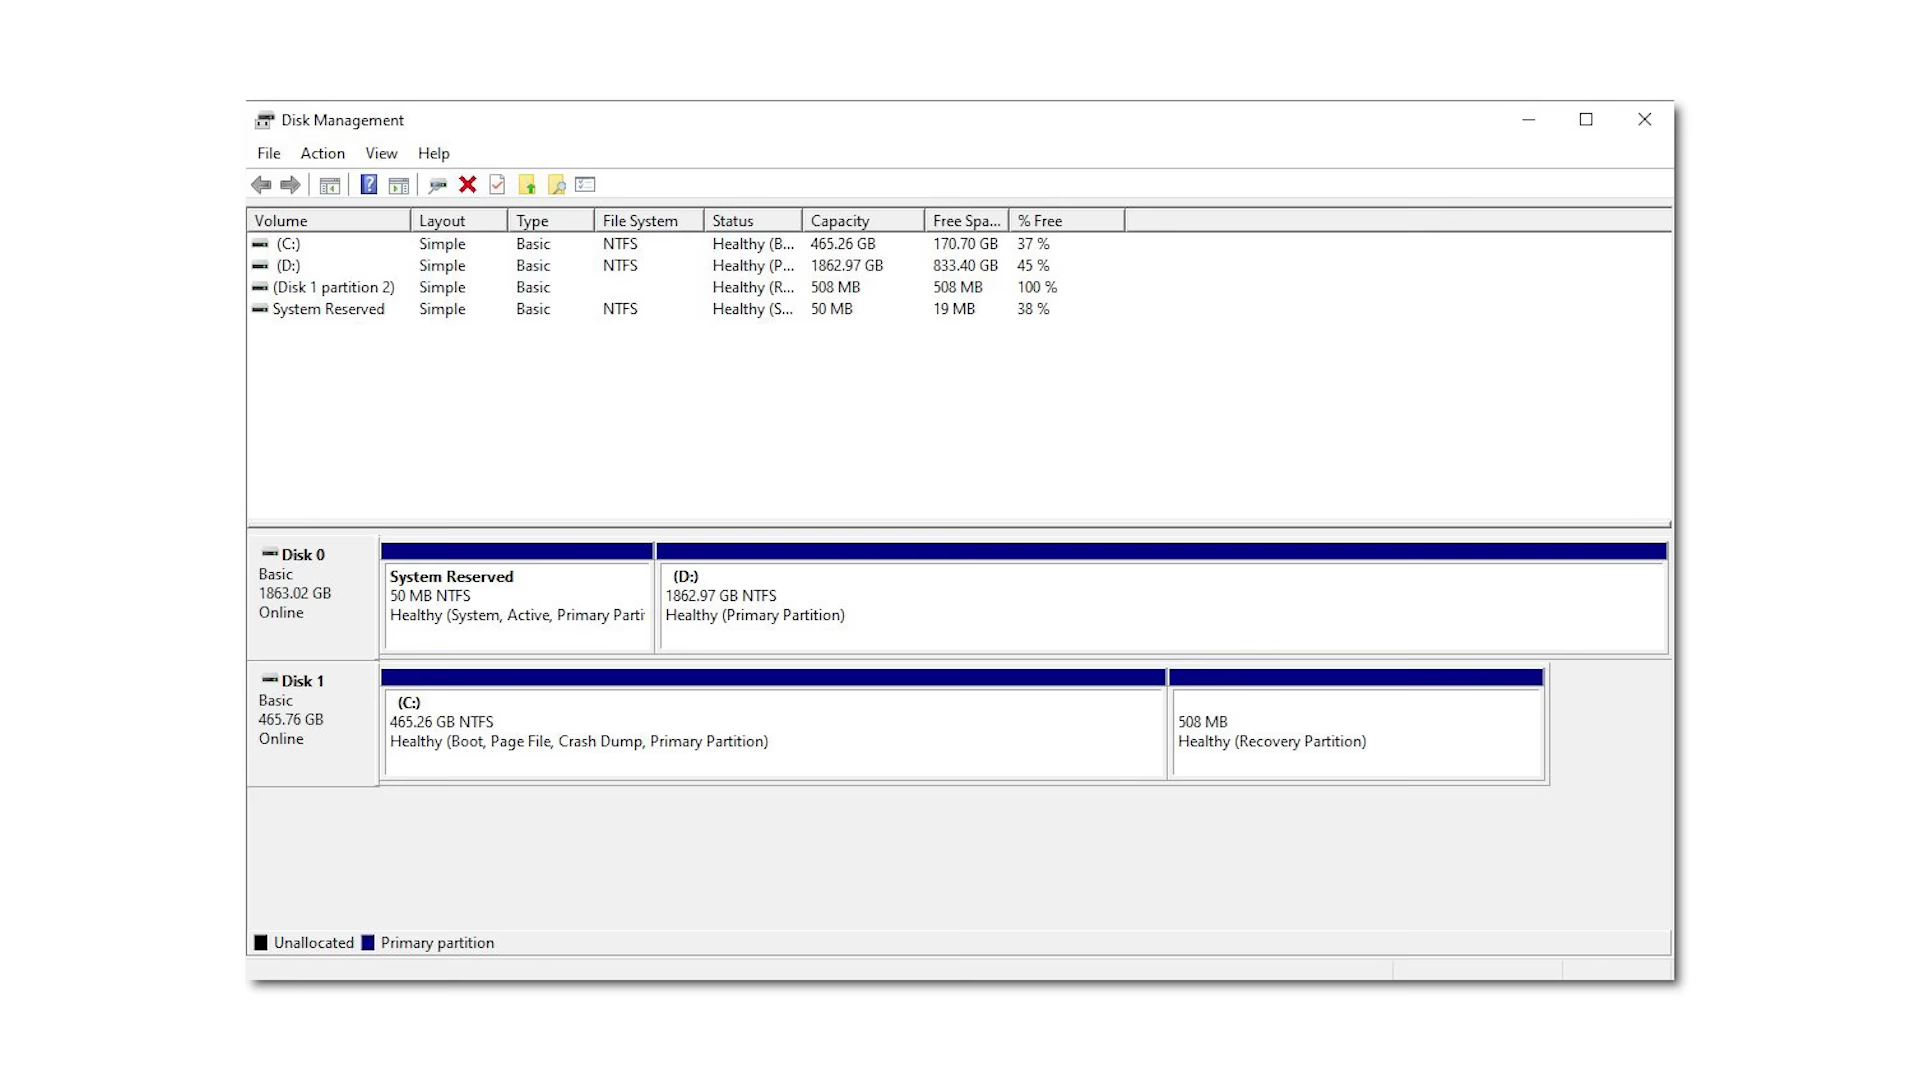 Disk Management
File Action View Help
Volume Layout Type File System Status Capacity Free Spa... % Free
(C:) Simple Basic NTFS Healthy (B... 465.26 GB 170.70 GB 37 %
(D:) Simple Basic NTFS Healthy (P... 1862.97 GB 833.40 GB 45 %
(Disk 1 partition 2) Simple Basic Healthy (R... 508 MB 508 MB 100 %
System Reserved Simple Basic NTFS Healthy (S... 50 MB 19 MB 38 %
Disk 0
Basic
1863.02 GB
Online
System Reserved
50 MB NTFS
Healthy (System, Active, Primary Parti
(D:)
1862.97 GB NTFS
Healthy (Primary Partition)
Disk 1
Basic
465.76 GB
Online
(C:)
465.26 GB NTFS
Healthy (Boot, Page File, Crash Dump, Primary Partition)
508 MB
Healthy (Recovery Partition)
Unallocated Primary partition